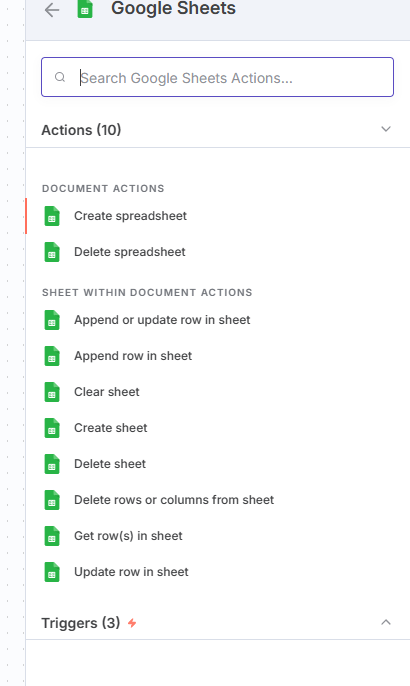 Google Sheets
Search Google Sheets Actions...
Actions (10)
DOCUMENT ACTIONS
Create spreadsheet
Delete spreadsheet
SHEET WITHIN DOCUMENT ACTIONS
Append or update row in sheet
Append row in sheet
Clear sheet
Create sheet
Delete sheet
Delete rows or columns from sheet
Get row(s) in sheet
Update row in sheet
Triggers (3)